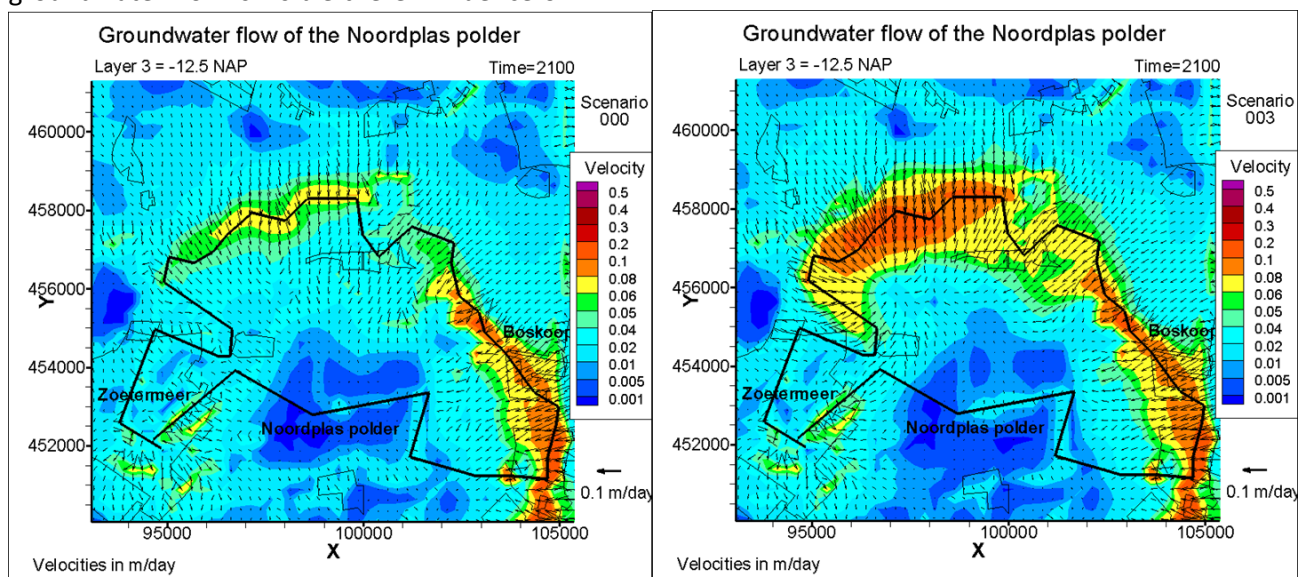 Groundwater flow of the Noordplas polder
Layer 3 = -12.5 NAP Time=2100
Scenario
000
Velocity
0.5
0.4
0.3
0.2
0.1
0.08
0.06
0.04
0.02
0.01
0.005
0.001
460000
458000
456000
454000
452000
Y
Boskoop
Zoetermeer
Noordplas polder
0.1 m/day
95000 100000 105000
X
Velocities in m/day
Groundwater flow of the Noordplas polder
Layer 3 = -12.5 NAP Time=2100
Scenario
003
Velocity
0.5
0.4
0.3
0.2
0.1
0.08
0.06
0.04
0.02
0.01
0.005
0.001
460000
458000
456000
454000
452000
Y
Boskoop
Zoetermeer
Noordplas polder
0.1 m/day
95000 100000 105000
X
Velocities in m/day